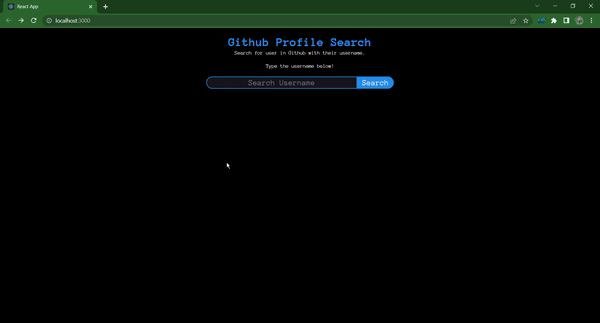 React App
localhost:3000
Github Profile Search
Search for user in Github with their username.
Type the username below!
Search Username
Search